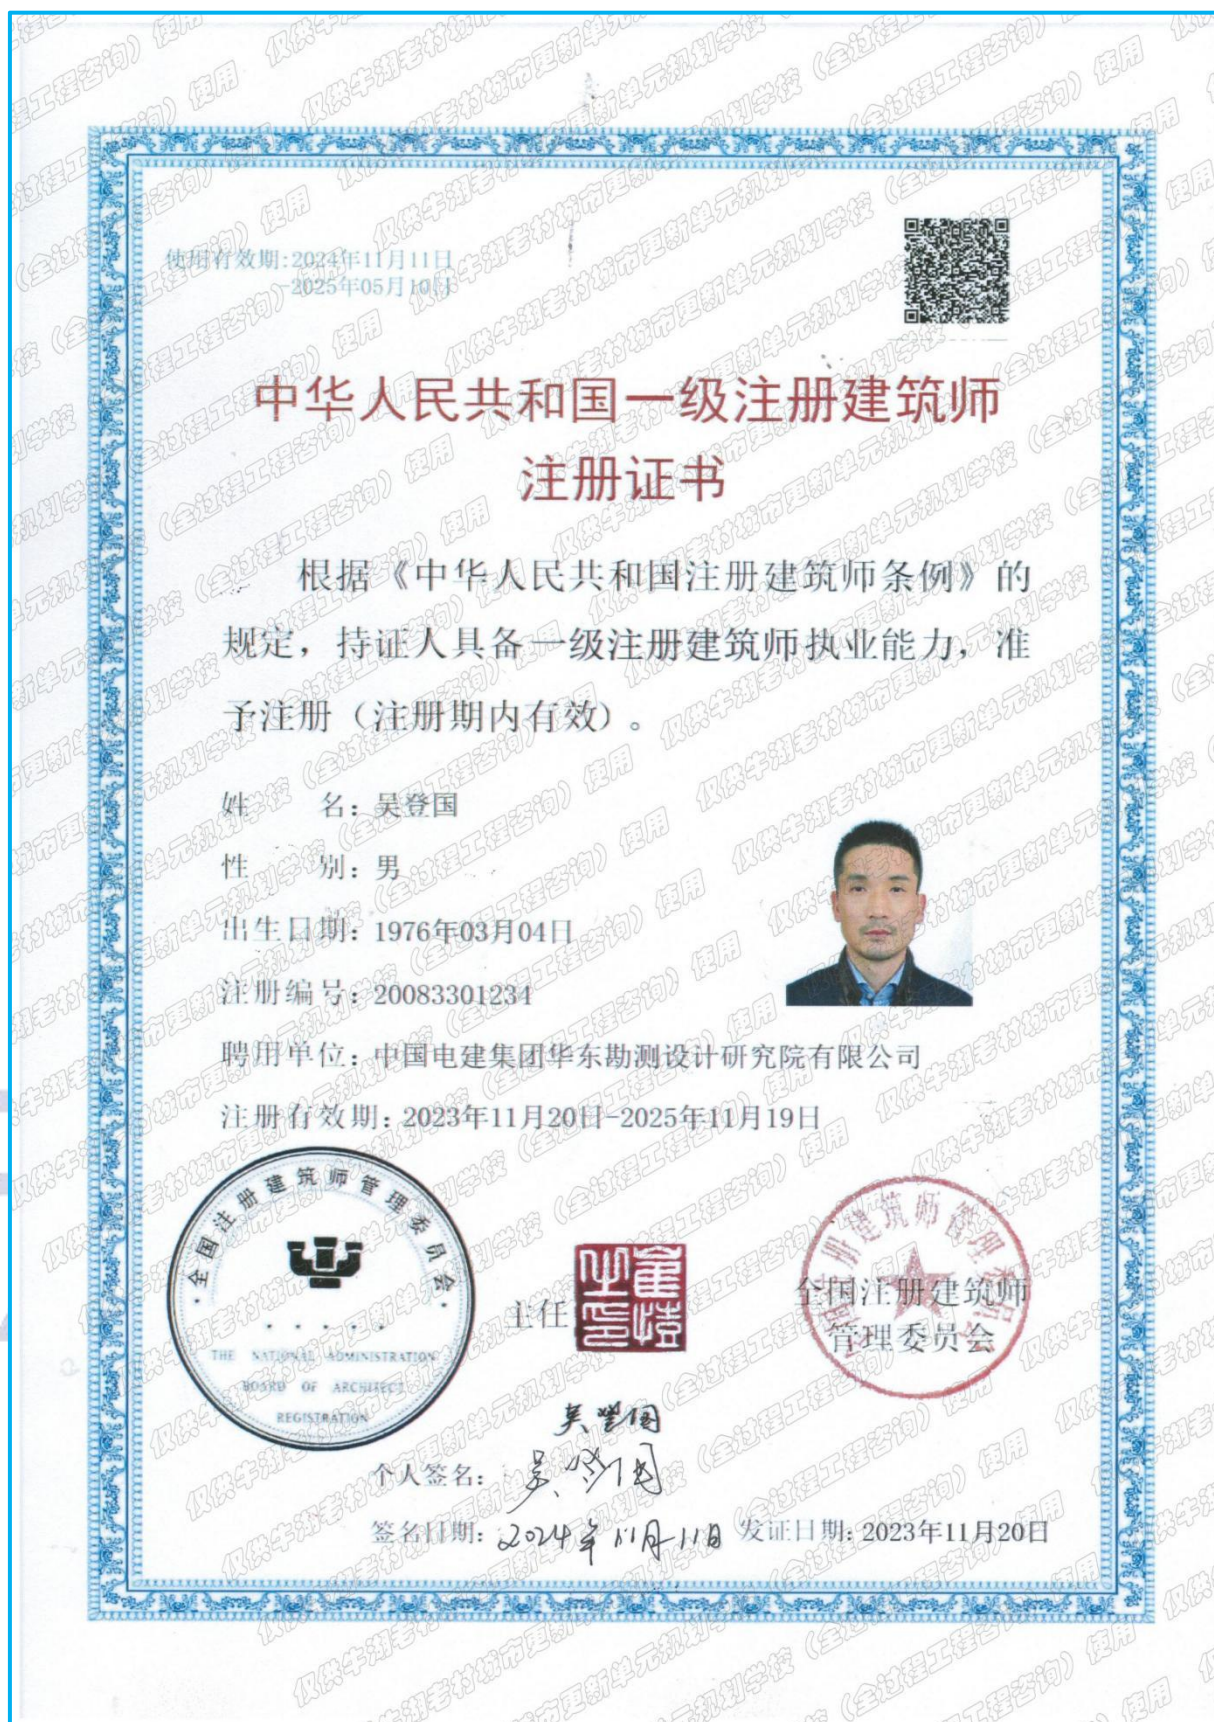 使用有效期:2024年11月11日
-2025年05月10日
中华人民共和国一级注册建筑师
注册证书
根据《中华人民共和国注册建筑师条例》的
规定，持证人具备一级注册建筑师执业能力，准
予注册（注册期内有效）。
姓 名：吴登国
性 别：男
出生日期：1976年03月04日
注册编号：20083301234
聘用单位：中国电建集团华东勘测设计研究院有限公司
注册有效期：2023年11月20日-2025年11月19日
·全国注册建筑师管理委员会·
THE NATIONAL ADMINISTRATION
BOARD OF ARCHITECT
REGISTRATION
主任
全国注册建筑师
管理委员会
吴登国
个人签名：吴登国
签名日期：2024年11月11日 发证日期：2023年11月20日
仅供牛湖老村城市更新单元规划学校（全过程工程咨询）使用